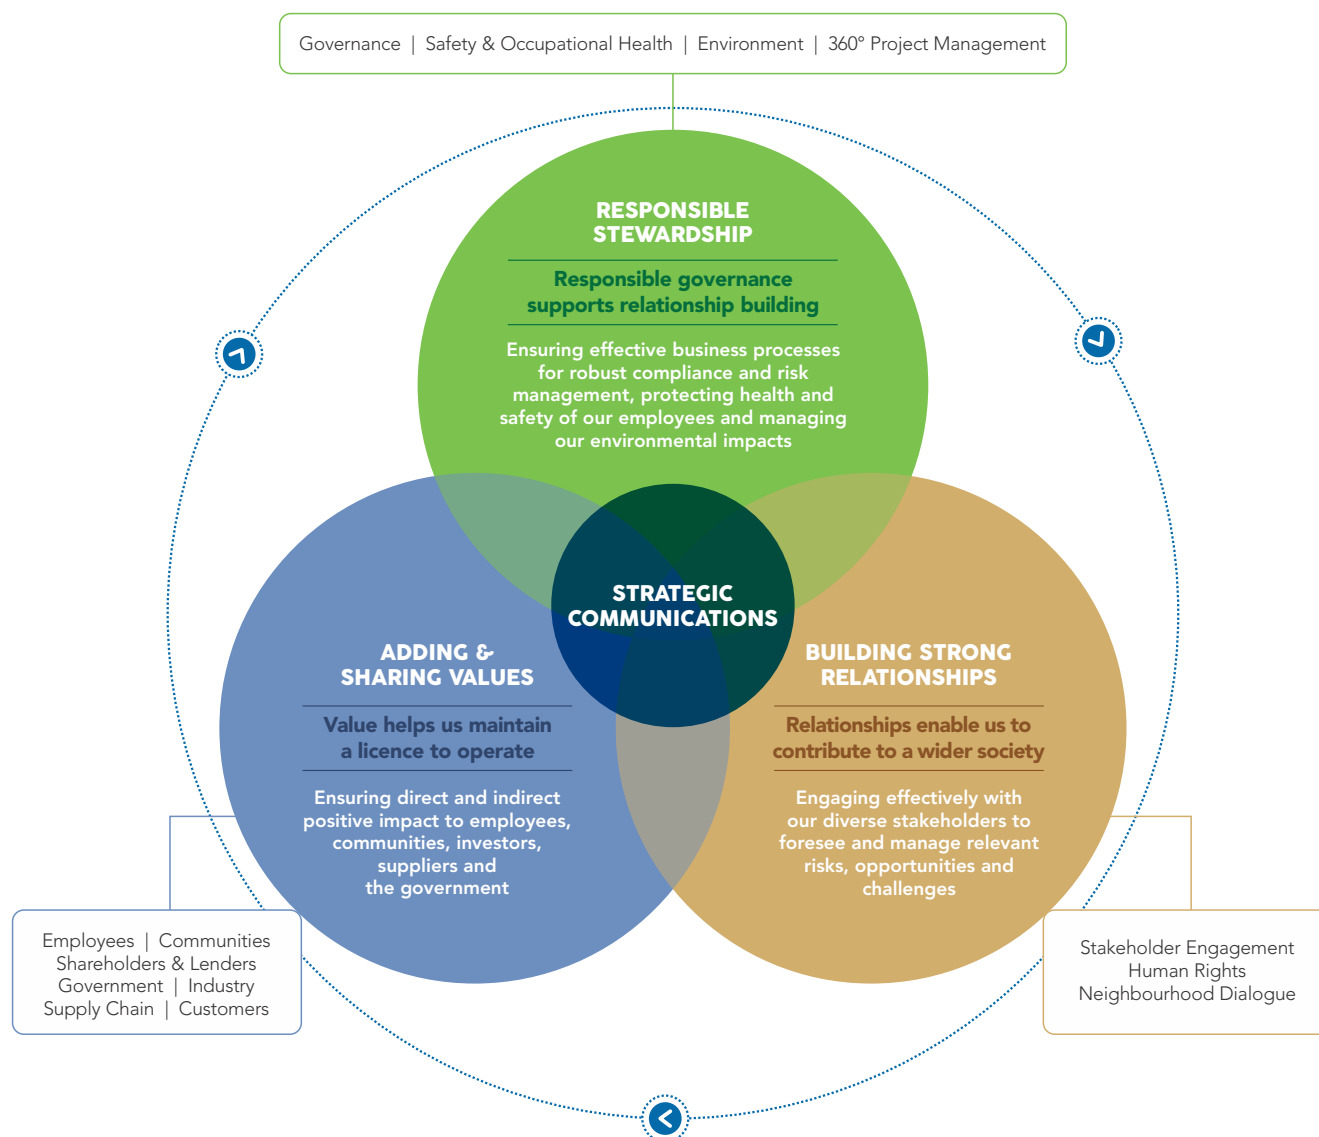 Governance | Safety & Occupational Health | Environment | 360° Project Management
RESPONSIBLE
STEWARDSHIP
Responsible governance
supports relationship building
Ensuring effective business processes
for robust compliance and risk
management, protecting health and
safety of our employees and managing
our environmental impacts
STRATEGIC
COMMUNICATIONS
ADDING &
SHARING VALUES
Value helps us maintain
a licence to operate
Ensuring direct and indirect
positive impact to employees,
communities, investors,
suppliers and
the government
BUILDING STRONG
RELATIONSHIPS
Relationships enable us to
contribute to a wider society
Engaging effectively with
our diverse stakeholders to
foresee and manage relevant
risks, opportunities and
challenges
Employees | Communities
Shareholders & Lenders
Government | Industry
Supply Chain | Customers
Stakeholder Engagement
Human Rights
Neighbourhood Dialogue